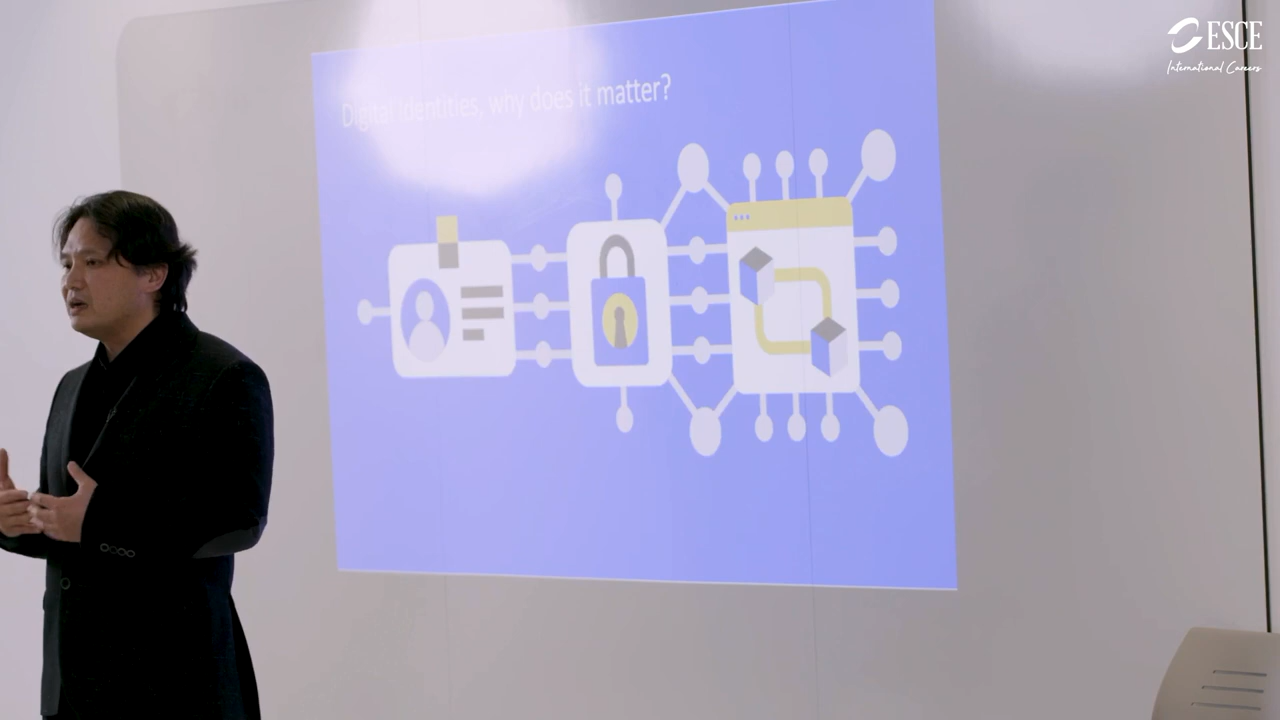 Digital Identities, why does it matter?
ESCE
International Careers